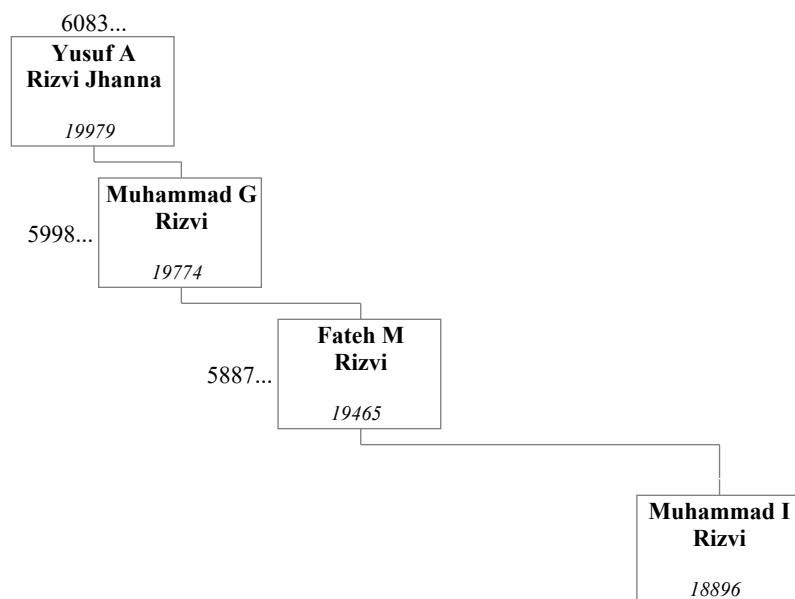 6083...
Yusuf A
Rizvi Jhanna
19979
Muhammad G
Rizvi
5998...
19774
Fateh M
Rizvi
5887...
19465
Muhammad I
Rizvi
18896